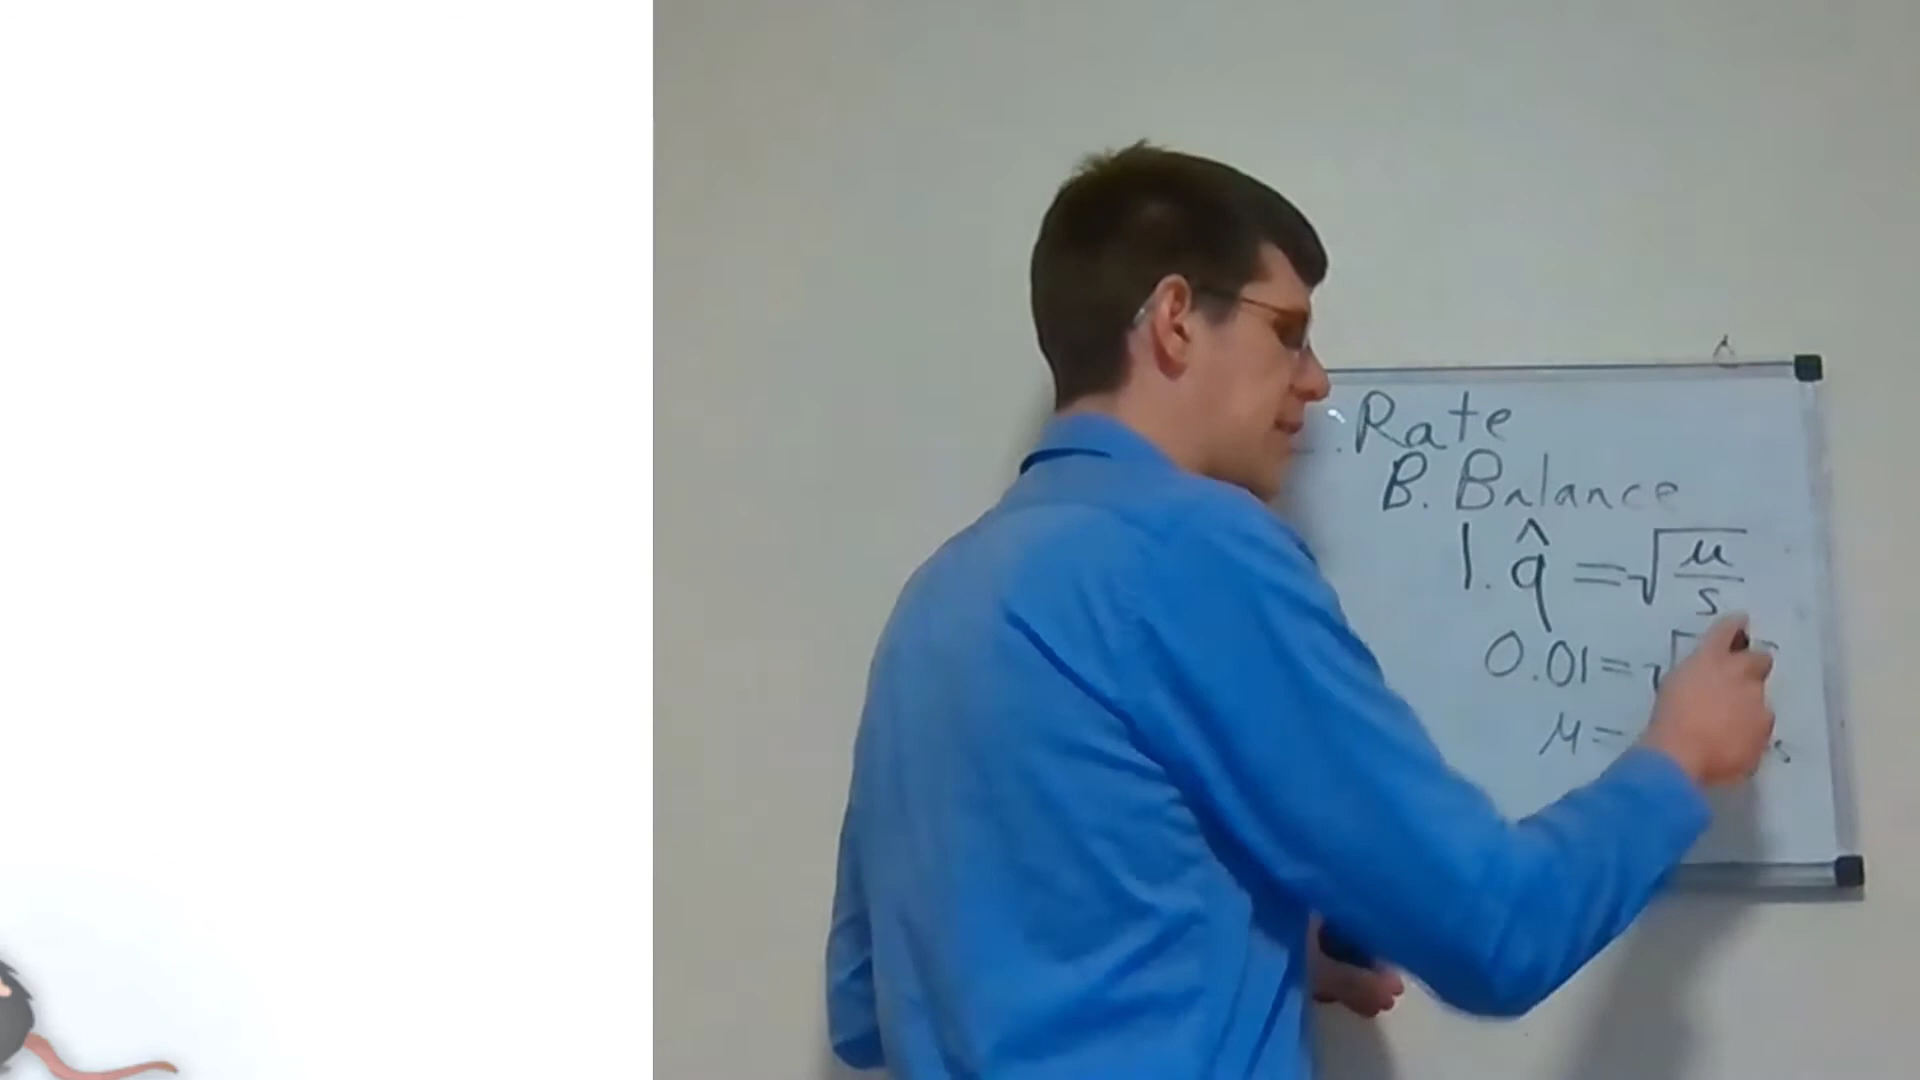 . Rate
B. Balance
1. q̂ = √(μ/s)
0.01 = √
μ =